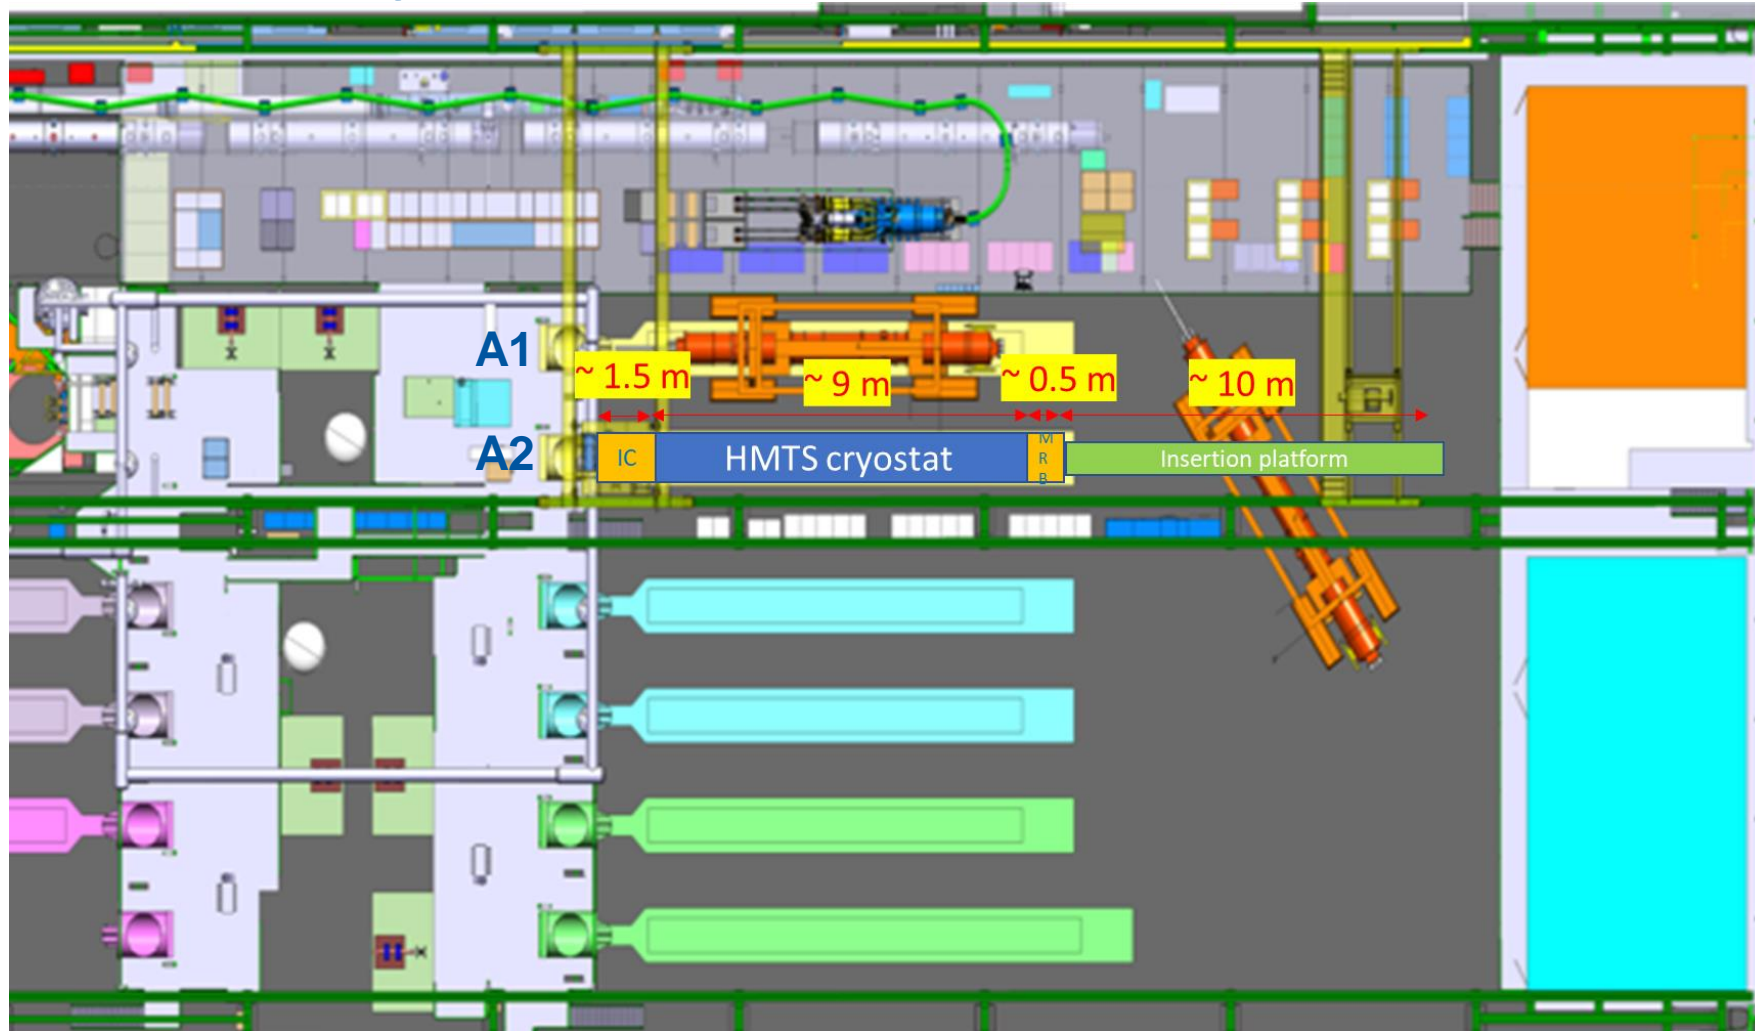 A1
~ 1.5 m
~ 9 m
~ 0.5 m
~ 10 m
A2
IC
HMTS cryostat
M
R
B
Insertion platform